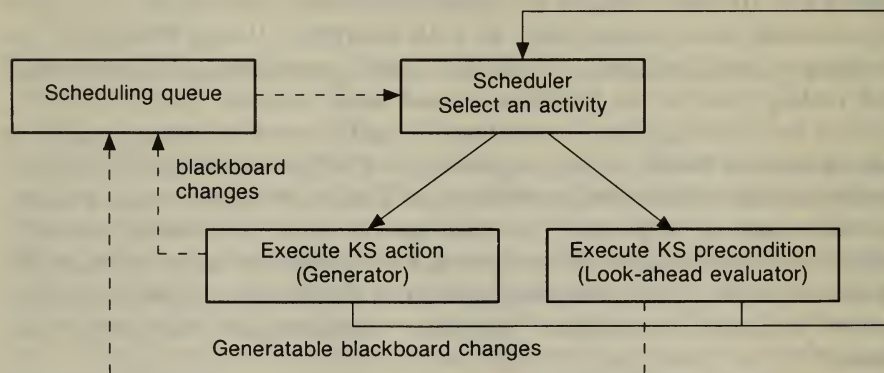 Scheduling queue
Scheduler
Select an activity
blackboard
changes
Execute KS action
(Generator)
Execute KS precondition
(Look-ahead evaluator)
Generatable blackboard changes